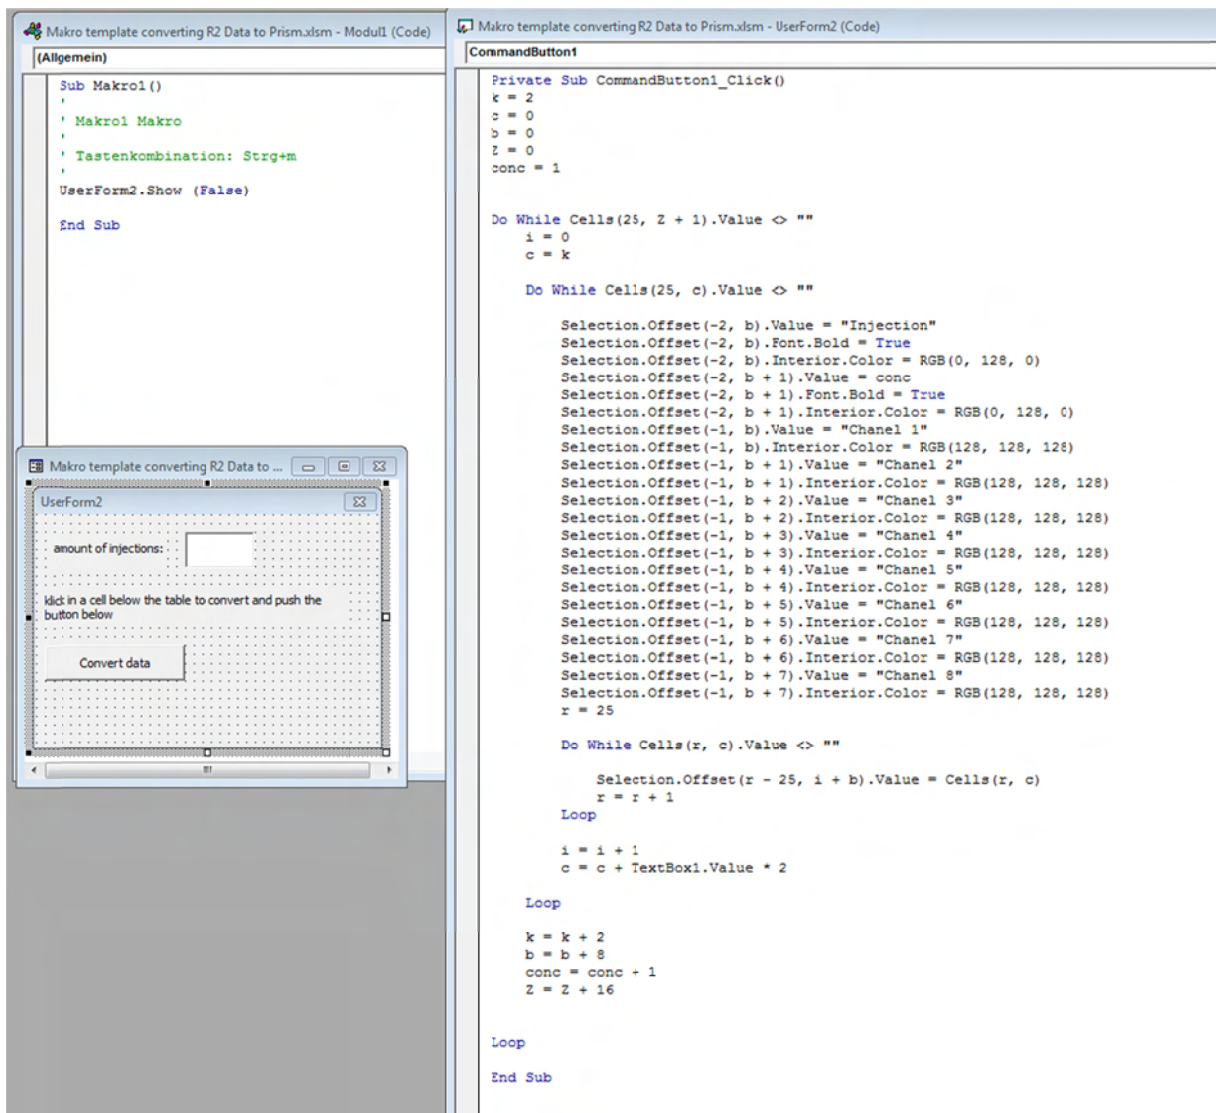 Makro template converting R2 Data to Prism.xlsm - Modul1 (Code)
(Allgemein)
Sub Makro1()
'
' Makro1 Makro
'
' Tastenkombination: Strg+m
'
UserForm2.Show (False)
End Sub
Makro template converting R2 Data to ...
UserForm2
amount of injections:
klick in a cell below the table to convert and push the
button below
Convert data
Makro template converting R2 Data to Prism.xlsm - UserForm2 (Code)
CommandButton1
Private Sub CommandButton1_Click()
k = 2
c = 0
b = 0
Z = 0
conc = 1
Do While Cells(25, Z + 1).Value <> ""
i = 0
c = k
Do While Cells(25, c).Value <> ""
Selection.Offset(-2, b).Value = "Injection"
Selection.Offset(-2, b).Font.Bold = True
Selection.Offset(-2, b).Interior.Color = RGB(0, 128, 0)
Selection.Offset(-2, b + 1).Value = conc
Selection.Offset(-2, b + 1).Font.Bold = True
Selection.Offset(-2, b + 1).Interior.Color = RGB(0, 128, 0)
Selection.Offset(-1, b).Value = "Chanel 1"
Selection.Offset(-1, b).Interior.Color = RGB(128, 128, 128)
Selection.Offset(-1, b + 1).Value = "Chanel 2"
Selection.Offset(-1, b + 1).Interior.Color = RGB(128, 128, 128)
Selection.Offset(-1, b + 2).Value = "Chanel 3"
Selection.Offset(-1, b + 2).Interior.Color = RGB(128, 128, 128)
Selection.Offset(-1, b + 3).Value = "Chanel 4"
Selection.Offset(-1, b + 3).Interior.Color = RGB(128, 128, 128)
Selection.Offset(-1, b + 4).Value = "Chanel 5"
Selection.Offset(-1, b + 4).Interior.Color = RGB(128, 128, 128)
Selection.Offset(-1, b + 5).Value = "Chanel 6"
Selection.Offset(-1, b + 5).Interior.Color = RGB(128, 128, 128)
Selection.Offset(-1, b + 6).Value = "Chanel 7"
Selection.Offset(-1, b + 6).Interior.Color = RGB(128, 128, 128)
Selection.Offset(-1, b + 7).Value = "Chanel 8"
Selection.Offset(-1, b + 7).Interior.Color = RGB(128, 128, 128)
r = 25
Do While Cells(r, c).Value <> ""
Selection.Offset(r - 25, i + b).Value = Cells(r, c)
r = r + 1
Loop
i = i + 1
c = c + TextBox1.Value * 2
Loop
k = k + 2
b = b + 8
conc = conc + 1
Z = Z + 16
Loop
End Sub